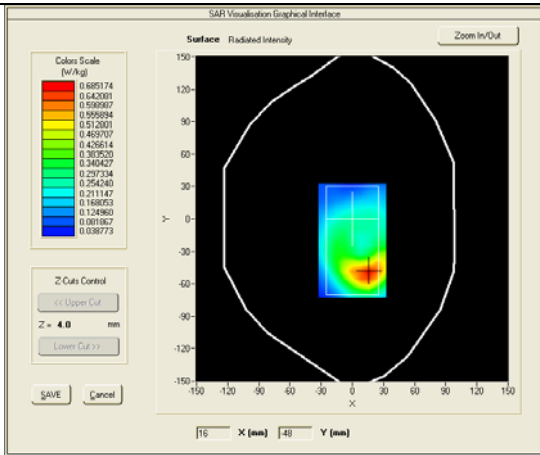 SAR Visualisation Graphical Interface
Surface Radiated Intensity
Zoom In/Out
Colors Scale
(W/kg)
0.685174
0.642081
0.598987
0.555894
0.512801
0.469707
0.426614
0.383520
0.340427
0.297334
0.254240
0.211147
0.168053
0.124960
0.081867
0.038773
Z-Cuts Control
<< Upper Cut
Z = 4.0 mm
Lower Cut >>
SAVE Cancel
150-
120-
90-
60-
30-
0-
-30-
-60-
-90-
-120-
-150-
Y
-150 -120 -90 -60 -30 0 30 60 90 120 150
X
16 X (mm) -48 Y (mm)